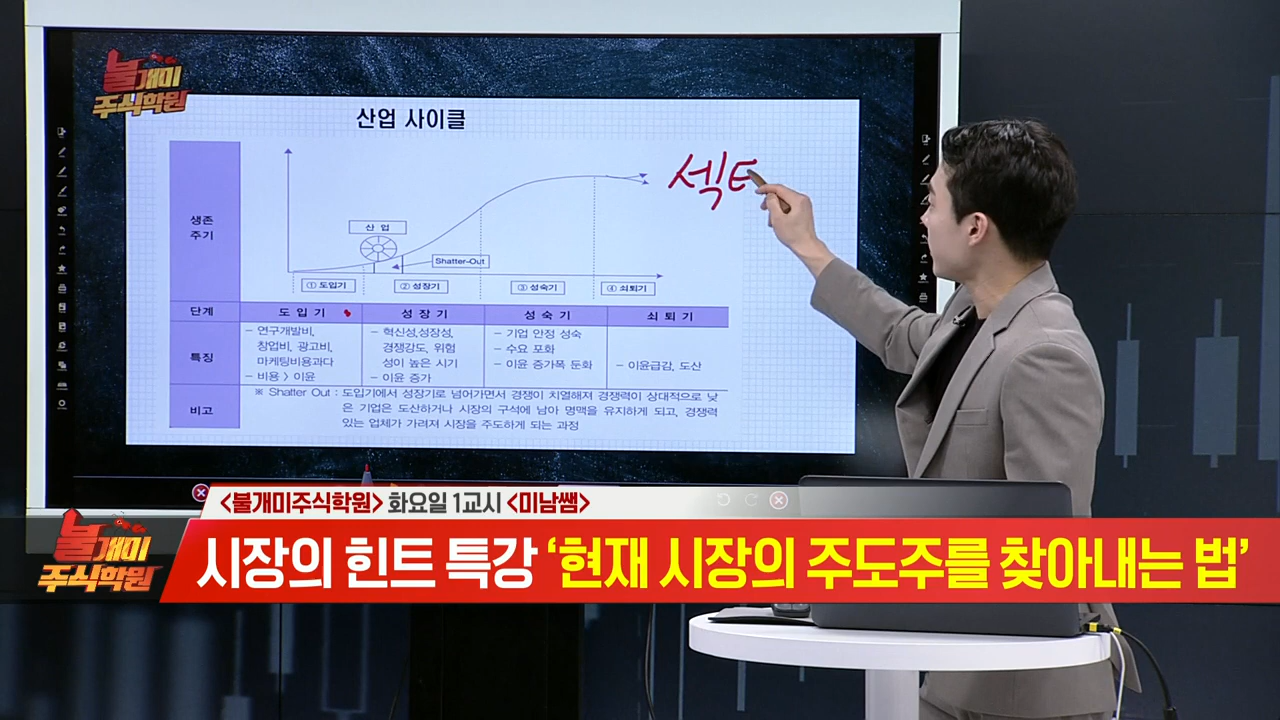 불개미
주식학원
산업 사이클
섹터
생존
주기
산 업
Shatter-Out
① 도입기
② 성장기
③ 성숙기
④ 쇠퇴기
단계
도 입 기
성 장 기
성 숙 기
쇠 퇴 기
특징
– 연구개발비,
창업비, 광고비,
마케팅비용과다
– 비용 > 이윤
– 혁신성,성장성,
경쟁강도, 위험
성이 높은 시기
– 이윤 증가
– 기업 안정 성숙
– 수요 포화
– 이윤 증가폭 둔화
– 이윤급감, 도산
비고
※ Shatter Out : 도입기에서 성장기로 넘어가면서 경쟁이 치열해져 경쟁력이 상대적으로 낮
은 기업은 도산하거나 시장의 구석에 남아 명맥을 유지하게 되고, 경쟁력
있는 업체가 가려져 시장을 주도하게 되는 과정
<불개미주식학원> 화요일 1교시 <미남쌤>
불개미
주식학원
시장의 힌트 특강 ‘현재 시장의 주도주를 찾아내는 법’